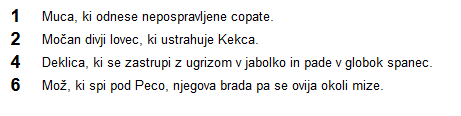 1 Muca, ki odnese nepospravljene copate.
2 Močan divji lovec, ki ustrahuje Kekca.
4 Deklica, ki se zastrupi z ugrizom v jabolko in pade v globok spanec.
6 Mož, ki spi pod Peco, njegova brada pa se ovija okoli mize.